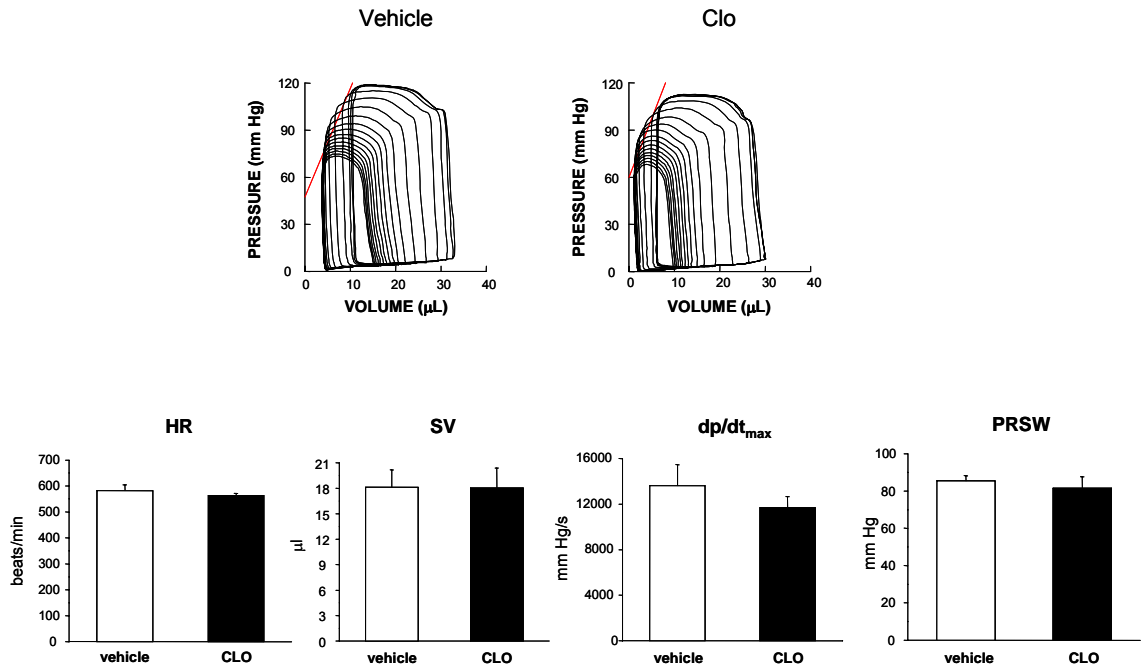 Vehicle
Clo
120
90
60
30
0
PRESSURE (mm Hg)
0 10 20 30 40
VOLUME (μL)
120
90
60
30
0
PRESSURE (mm Hg)
0 10 20 30 40
VOLUME (μL)
HR
700
600
500
400
300
200
100
0
beats/min
vehicle CLO
SV
21
18
15
12
9
6
3
0
μl
vehicle CLO
dp/dtmax
16000
12000
8000
4000
0
mm Hg/s
vehicle CLO
PRSW
100
80
60
40
20
0
mm Hg
vehicle CLO